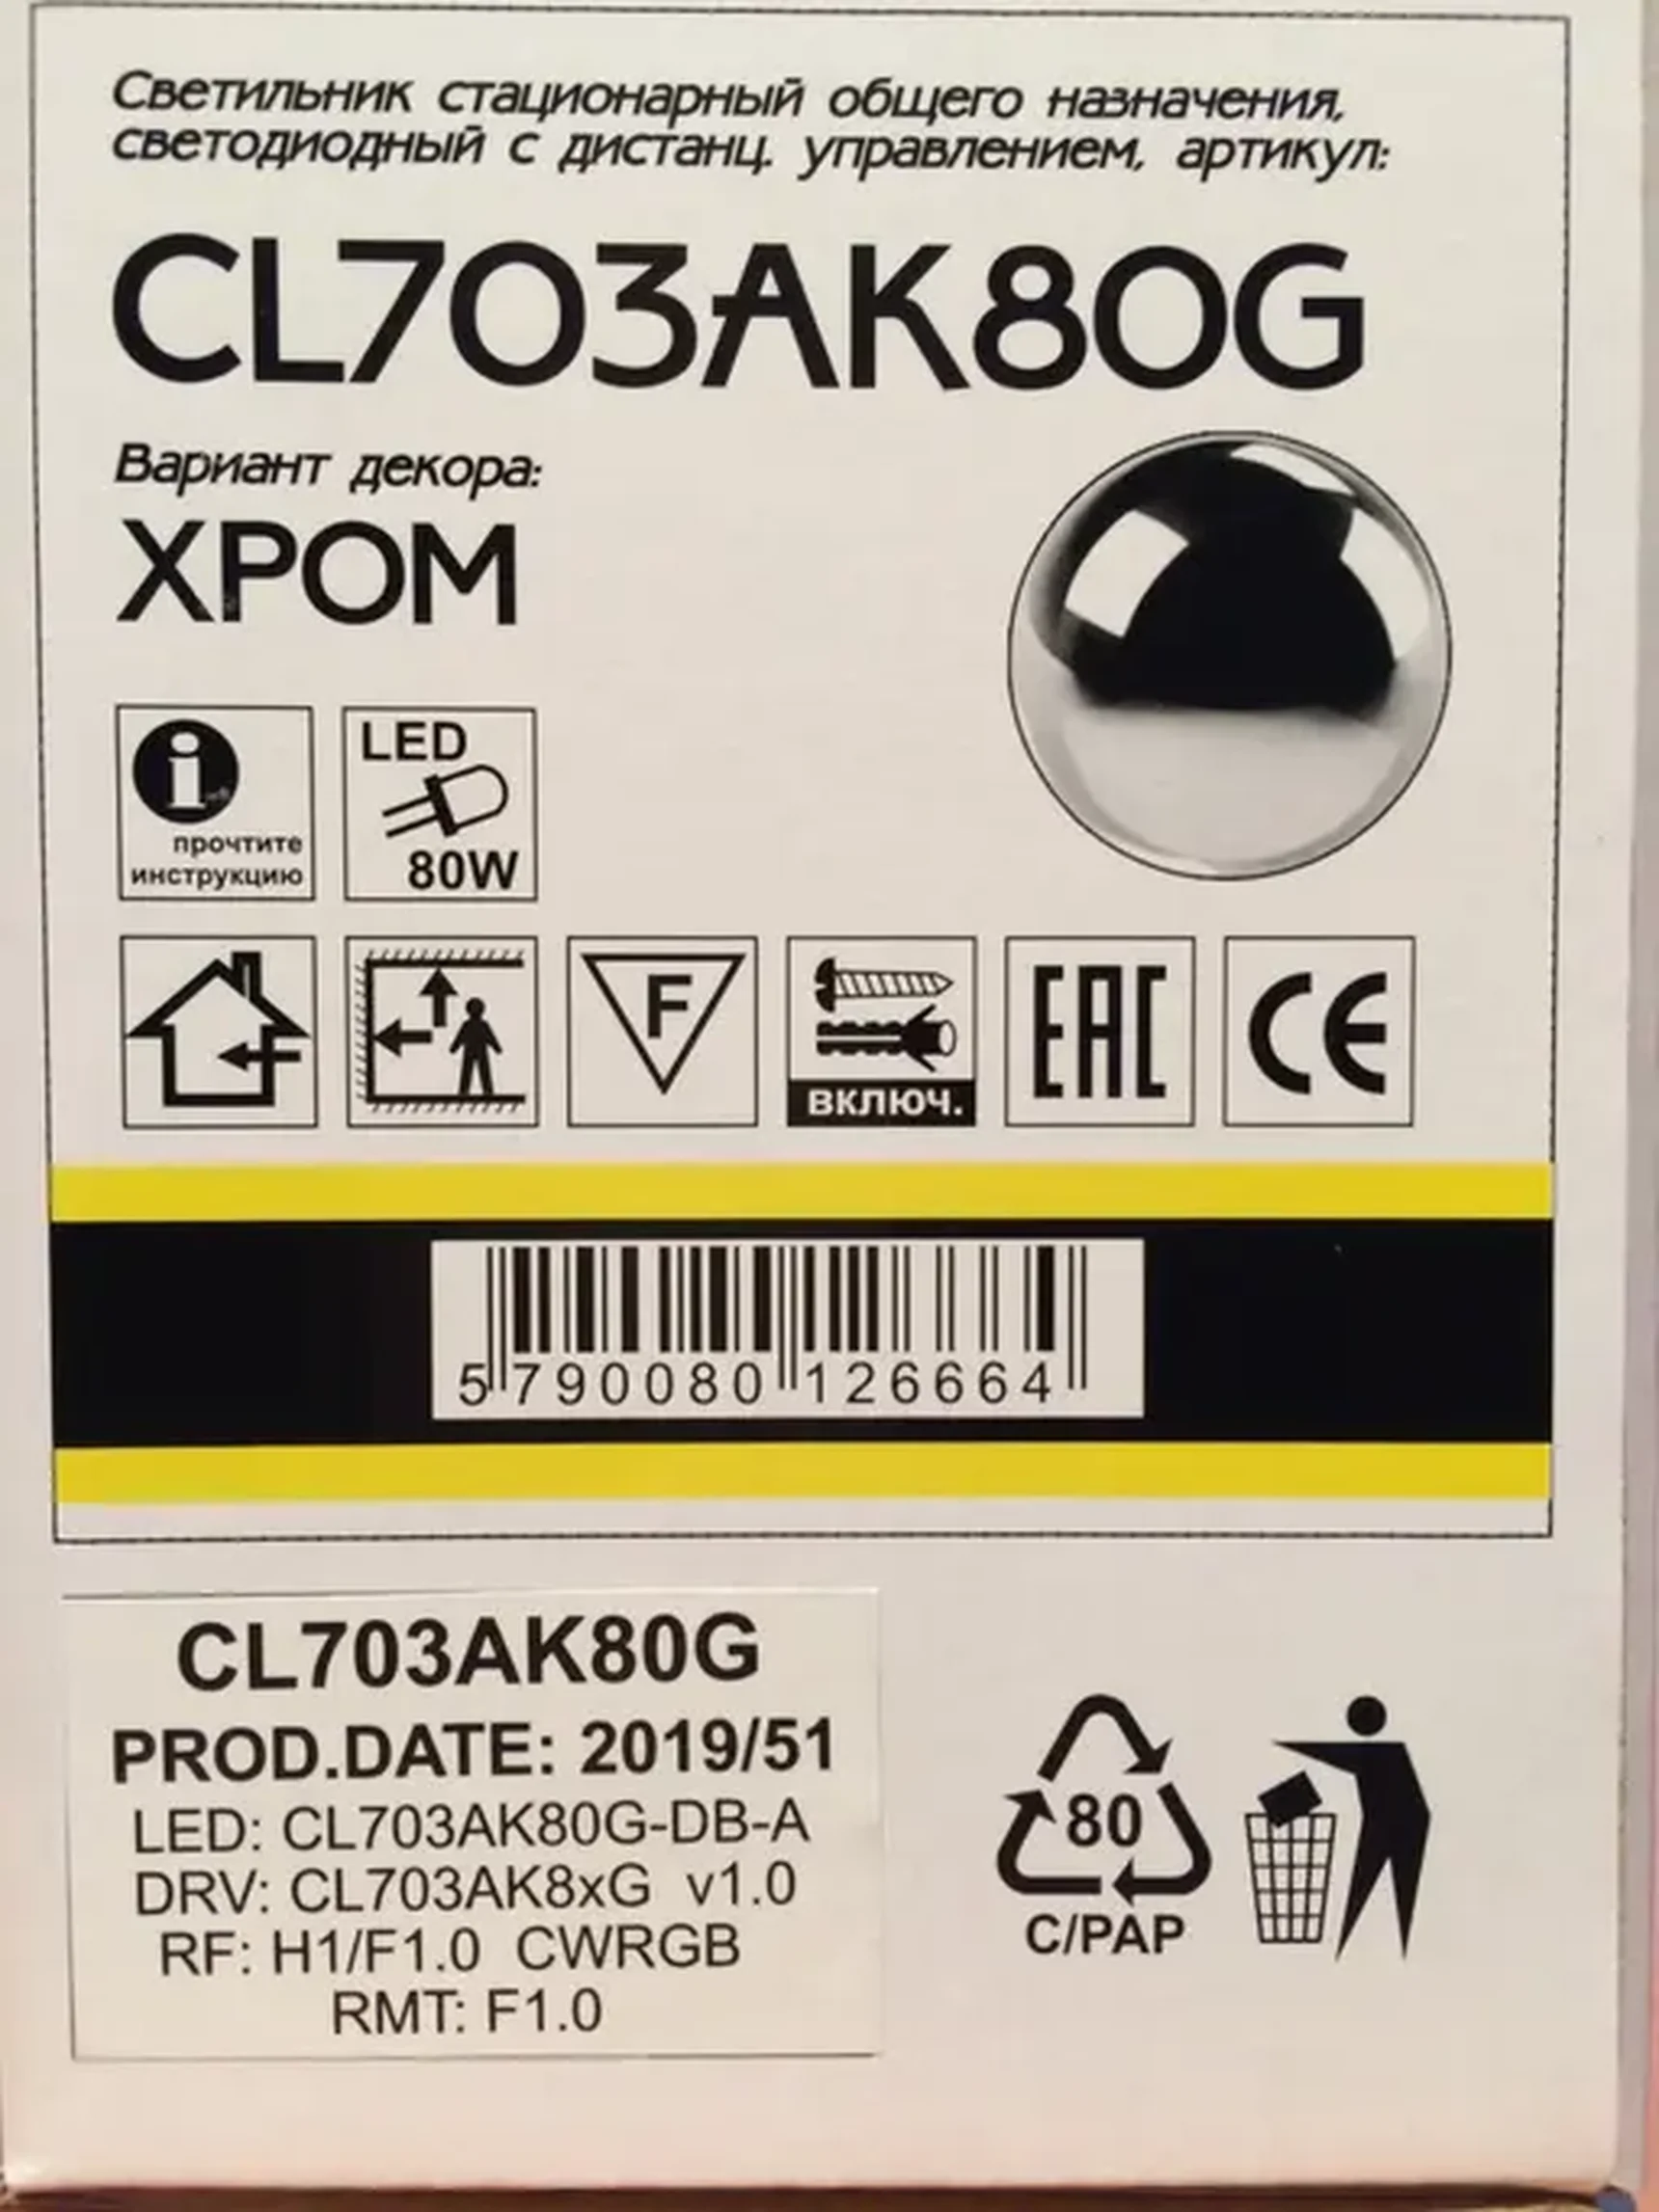 Светильник стационарный общего назначения,
светодиодный с дистанц. управлением, артикул:
CL703AK80G
Вариант декора:
ХРОМ
i
прочтите
инструкцию
LED
80W
F
включ.
EAC
CE
5 790080 126664
CL703AK80G
PROD.DATE: 2019/51
LED: CL703AK80G-DB-A
DRV: CL703AK8xG v1.0
RF: H1/F1.0 CWRGB
RMT: F1.0
80
C/PAP